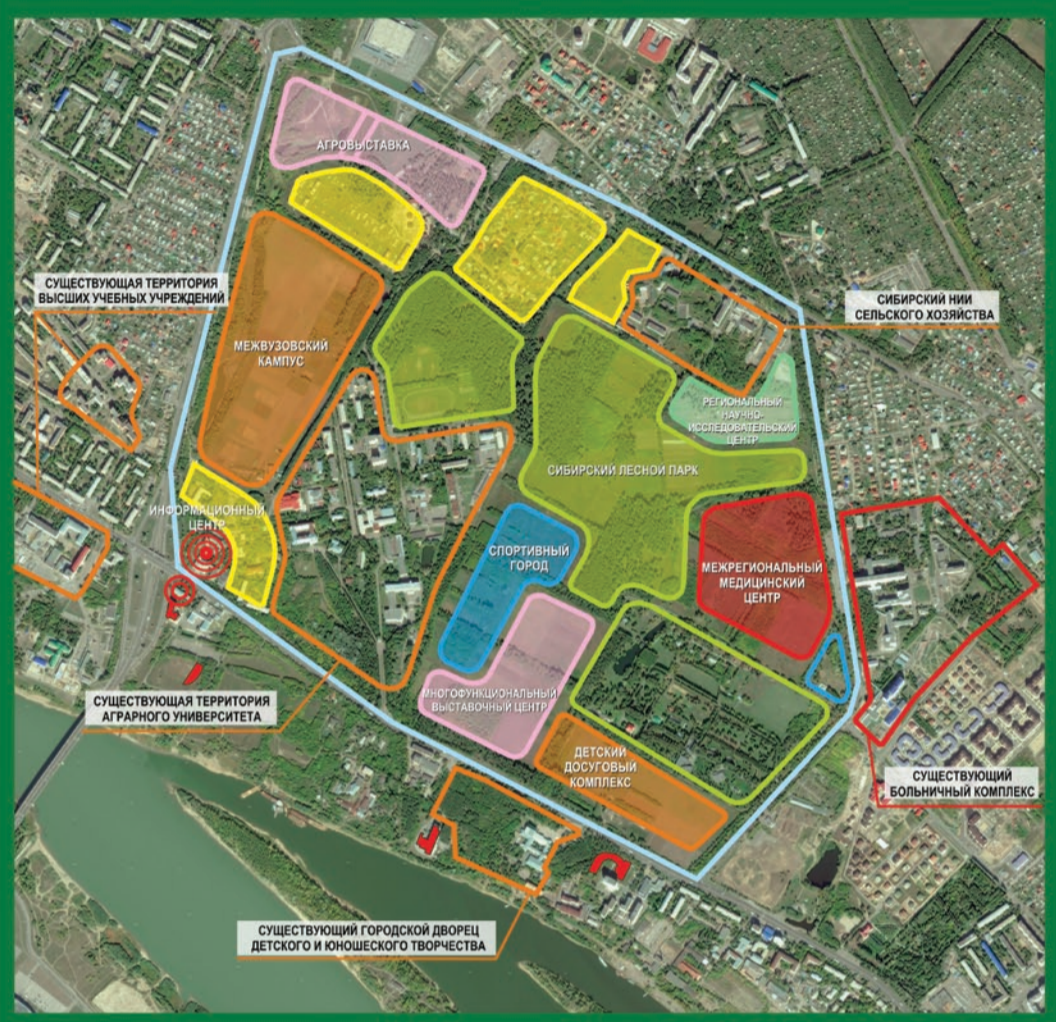 АГРОВЫСТАВКА
СУЩЕСТВУЮЩАЯ ТЕРРИТОРИЯ
ВЫСШИХ УЧЕБНЫХ УЧРЕЖДЕНИЙ
СИБИРСКИЙ НИИ
СЕЛЬСКОГО ХОЗЯЙСТВА
МЕЖВУЗОВСКИЙ
КАМПУС
РЕГИОНАЛЬНЫЙ
НАУЧНО-
ИССЛЕДОВАТЕЛЬСКИЙ
ЦЕНТР
СИБИРСКИЙ ЛЕСНОЙ ПАРК
ИНФОРМАЦИОННЫЙ
ЦЕНТР
СПОРТИВНЫЙ
ГОРОД
МЕЖРЕГИОНАЛЬНЫЙ
МЕДИЦИНСКИЙ
ЦЕНТР
СУЩЕСТВУЮЩАЯ ТЕРРИТОРИЯ
АГРАРНОГО УНИВЕРСИТЕТА
МНОГОФУНКЦИОНАЛЬНЫЙ
ВЫСТАВОЧНЫЙ ЦЕНТР
ДЕТСКИЙ
ДОСУГОВЫЙ
КОМПЛЕКС
СУЩЕСТВУЮЩИЙ
БОЛЬНИЧНЫЙ КОМПЛЕКС
СУЩЕСТВУЮЩИЙ ГОРОДСКОЙ ДВОРЕЦ
ДЕТСКОГО И ЮНОШЕСКОГО ТВОРЧЕСТВА